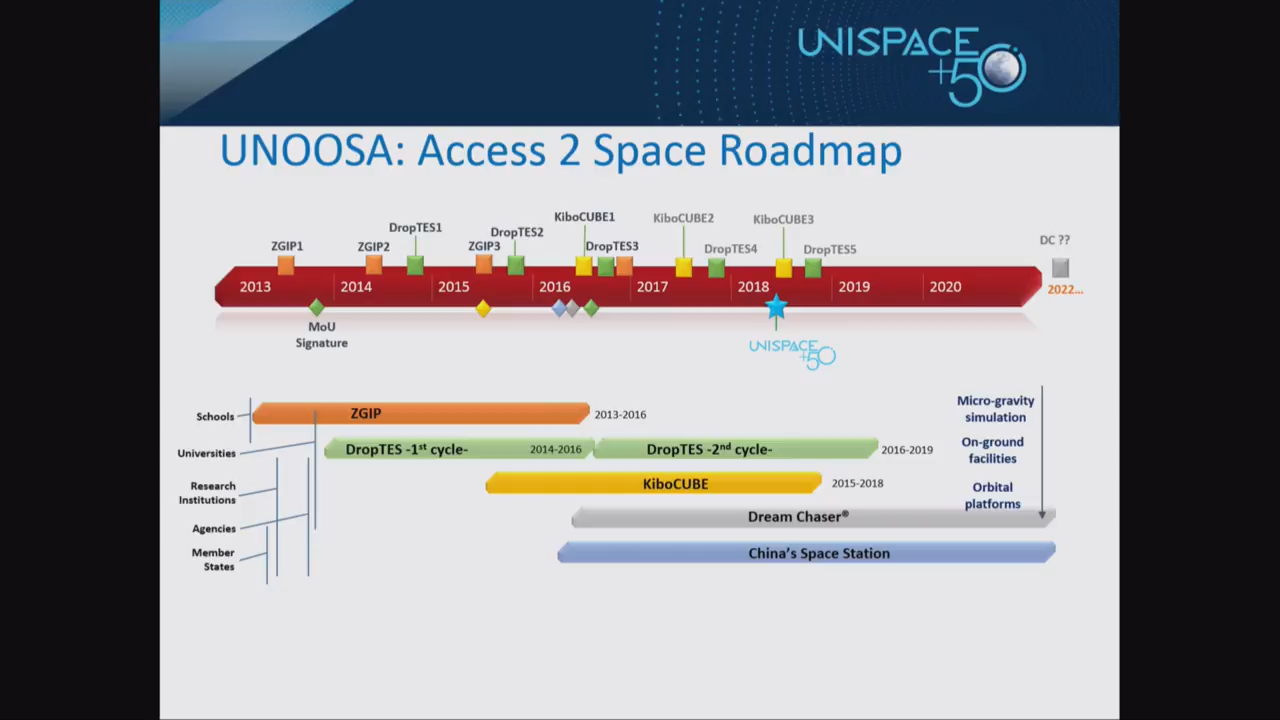 UNISPACE
+50
UNOOSA: Access 2 Space Roadmap
KiboCUBE1
KiboCUBE2
KiboCUBE3
DropTES1
DropTES2
ZGIP1
ZGIP2
ZGIP3
DropTES3
DropTES4
DropTES5
DC ??
2013
2014
2015
2016
2017
2018
2019
2020
2022...
MoU
Signature
UNISPACE
+50
Schools
Universities
Research
Institutions
Agencies
Member
States
ZGIP
2013-2016
DropTES -1st cycle-
2014-2016
DropTES -2nd cycle-
2016-2019
KiboCUBE
2015-2018
Dream Chaser®
China's Space Station
Micro-gravity
simulation
On-ground
facilities
Orbital
platforms